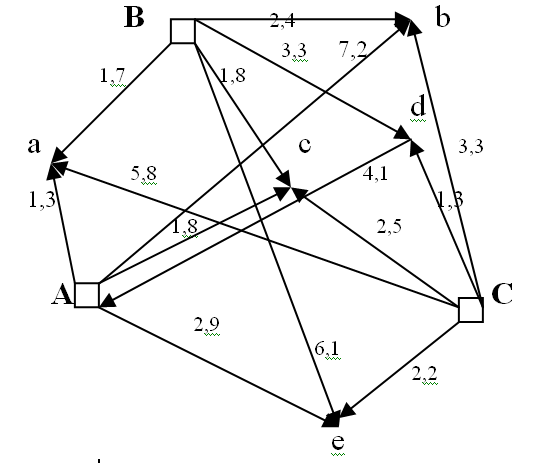 B
2,4
b
3,3
7,2
1,7
1,8
d
a
c
3,3
5,8
4,1
1,3
1,3
1,8
2,5
A
C
2,9
6,1
2,2
e